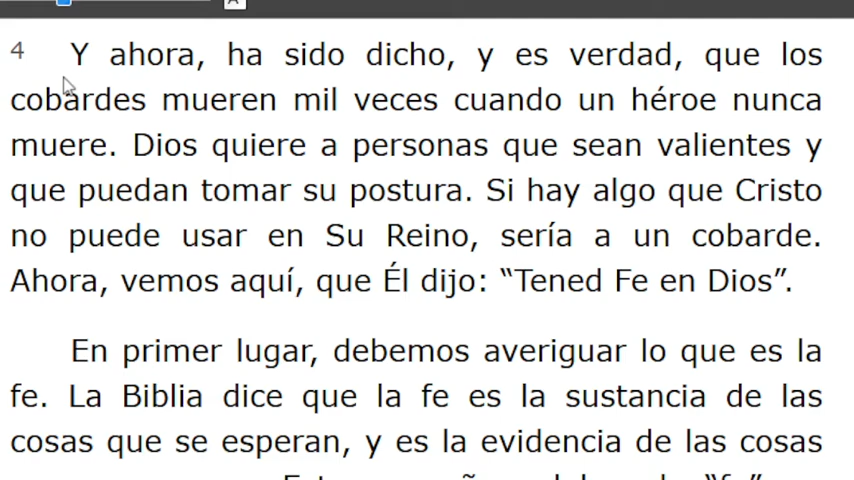 4 Y ahora, ha sido dicho, y es verdad, que los
cobardes mueren mil veces cuando un héroe nunca
muere. Dios quiere a personas que sean valientes y
que puedan tomar su postura. Si hay algo que Cristo
no puede usar en Su Reino, sería a un cobarde.
Ahora, vemos aquí, que Él dijo: “Tened Fe en Dios”.
En primer lugar, debemos averiguar lo que es la
fe. La Biblia dice que la fe es la sustancia de las
cosas que se esperan, y es la evidencia de las cosas